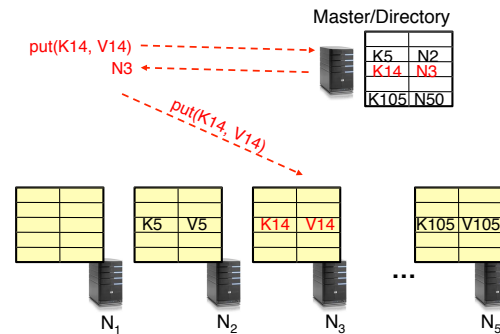 Master/Directory
put(K14, V14)
N3
K5 N2
K14 N3
K105 N50
put(K14, V14)
K5 V5
K14 V14
K105 V105
...
N1
N2
N3
N5